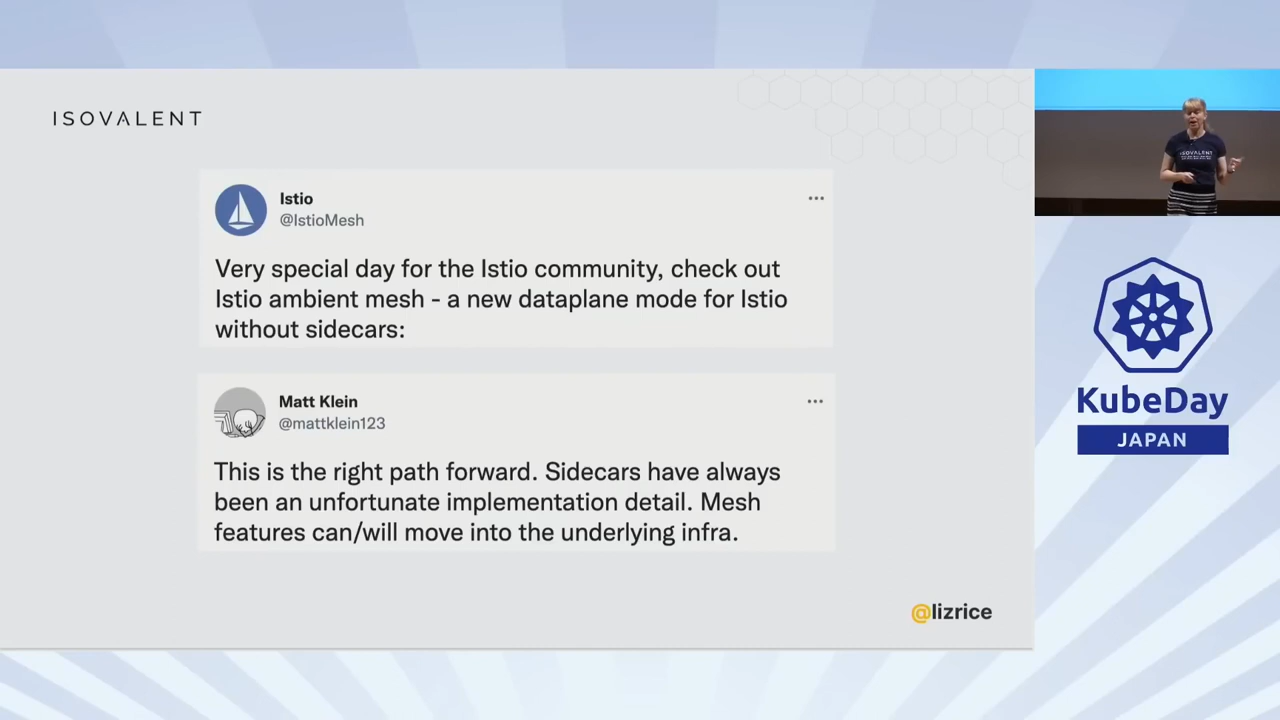 ISOVALENT
Istio
@IstioMesh
Very special day for the Istio community, check out
Istio ambient mesh - a new dataplane mode for Istio
without sidecars:
Matt Klein
@mattklein123
This is the right path forward. Sidecars have always
been an unfortunate implementation detail. Mesh
features can/will move into the underlying infra.
@lizrice
ISOVALENT
KubeDay
JAPAN